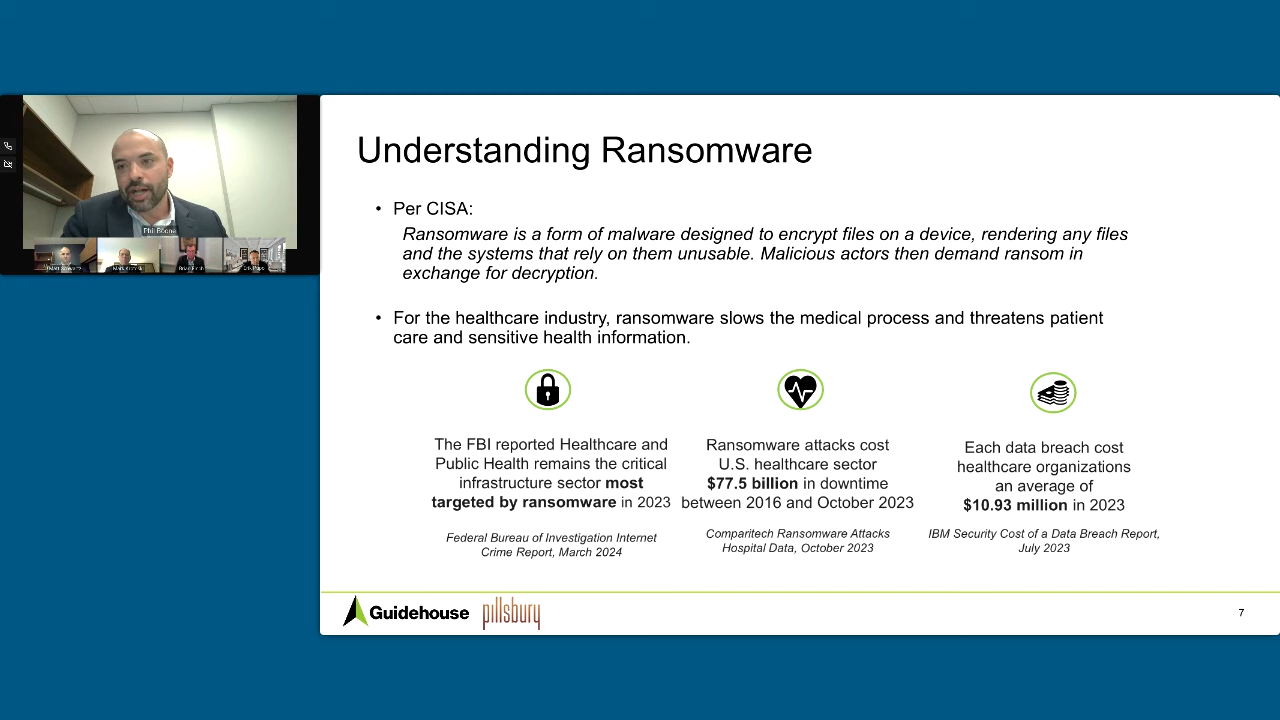 Understanding Ransomware
• Per CISA:
Ransomware is a form of malware designed to encrypt files on a device, rendering any files
and the systems that rely on them unusable. Malicious actors then demand ransom in
exchange for decryption.
• For the healthcare industry, ransomware slows the medical process and threatens patient
care and sensitive health information.
The FBI reported Healthcare and
Public Health remains the critical
infrastructure sector most
targeted by ransomware in 2023
Federal Bureau of Investigation Internet
Crime Report, March 2024
Ransomware attacks cost
U.S. healthcare sector
$77.5 billion in downtime
between 2016 and October 2023
Comparitech Ransomware Attacks
Hospital Data, October 2023
Each data breach cost
healthcare organizations
an average of
$10.93 million in 2023
IBM Security Cost of a Data Breach Report,
July 2023
Guidehouse
pillsbury
7
Phil Boone